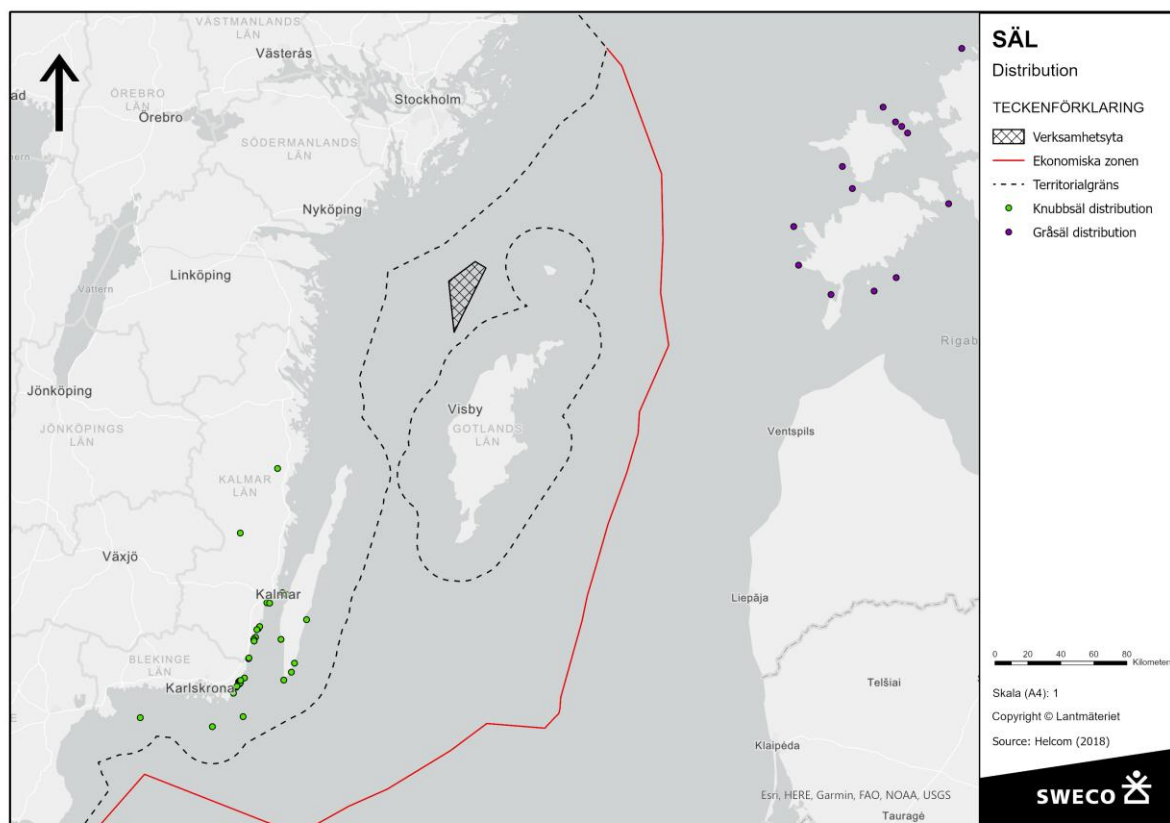 VÄSTMANLANDS
LÄN
Västerås
ÖREBRO
LÄN
Örebro
Stockholm
SÖDERMANLANDS
LÄN
Nyköping
Linköping
Vättern
Jönköping
JÖNKÖPINGS
LÄN
Visby
GOTLANDS
LÄN
KALMAR
LÄN
Växjö
Kalmar
BLEKINGE
LÄN
Karlskrona
Rigab
Ventspils
Liepāja
Telšiai
Klaipėda
Tauragė
Esri, HERE, Garmin, FAO, NOAA, USGS
SÄL
Distribution
TECKENFÖRKLARING
Verksamhetsyta
Ekonomiska zonen
Territorialgräns
Knubbsäl distribution
Gråsäl distribution
0 20 40 60 80
Kilometer
Skala (A4): 1
Copyright © Lantmäteriet
Source: Helcom (2018)
SWECO